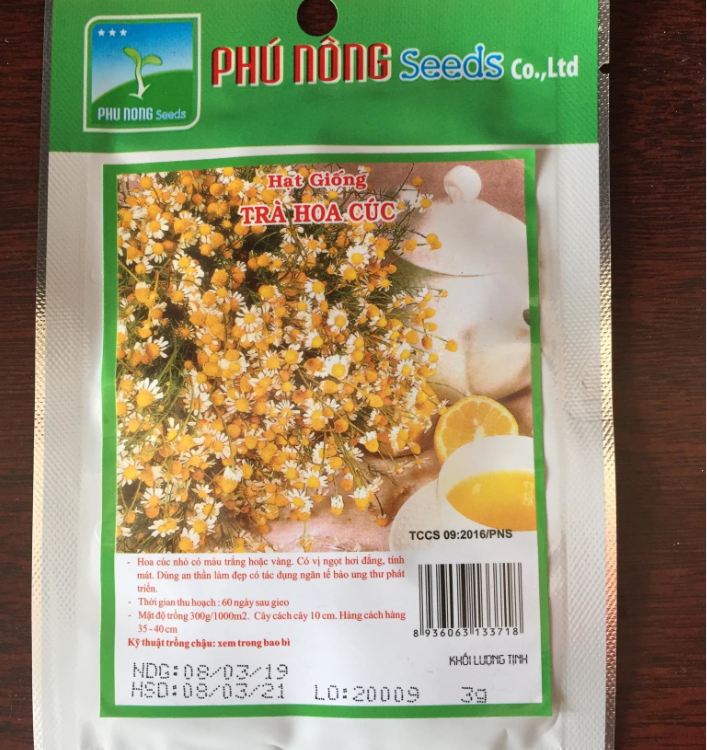 PHU NONG Seeds
PHÚ NÔNG Seeds Co.,Ltd
Hạt Giống
TRÀ HOA CÚC
TCCS 09:2016/PNS
- Hoa cúc nhỏ có màu trắng hoặc vàng. Có vị ngọt hơi đắng, tính
mát. Dùng an thần làm đẹp có tác dụng ngăn tế bào ung thư phát
triển.
- Thời gian thu hoạch : 60 ngày sau gieo
- Mật độ trồng 300g/1000m2. Cây cách cây 10 cm. Hàng cách hàng
35 - 40 cm
Kỹ thuật trồng chậu: xem trong bao bì
8 936063 133718
KHỐI LƯỢNG TỊNH
NDG:08/03/19
HSD:08/03/21 LO:20009 3g